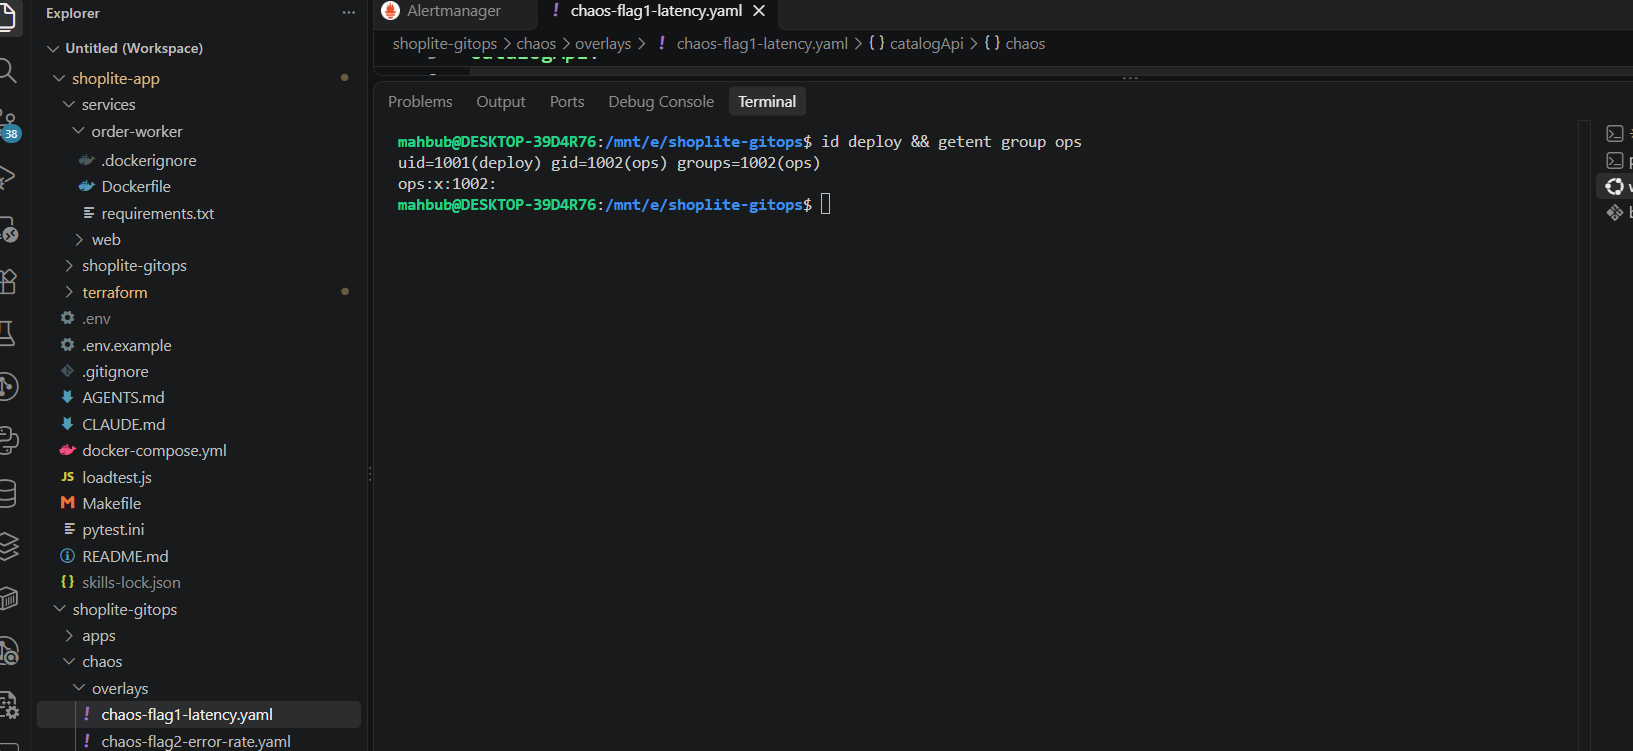 Explorer
Untitled (Workspace)
shoplite-app
services
order-worker
.dockerignore
Dockerfile
requirements.txt
web
shoplite-gitops
terraform
.env
.env.example
.gitignore
AGENTS.md
CLAUDE.md
docker-compose.yml
JS loadtest.js
Makefile
pytest.ini
README.md
{} skills-lock.json
shoplite-gitops
apps
chaos
overlays
! chaos-flag1-latency.yaml
! chaos-flag2-error-rate.yaml
38
Alertmanager
! chaos-flag1-latency.yaml
shoplite-gitops > chaos > overlays > ! chaos-flag1-latency.yaml > {} catalogApi > {} chaos
Problems Output Ports Debug Console Terminal
mahbub@DESKTOP-39D4R76:/mnt/e/shoplite-gitops$ id deploy && getent group ops
uid=1001(deploy) gid=1002(ops) groups=1002(ops)
ops:x:1002:
mahbub@DESKTOP-39D4R76:/mnt/e/shoplite-gitops$